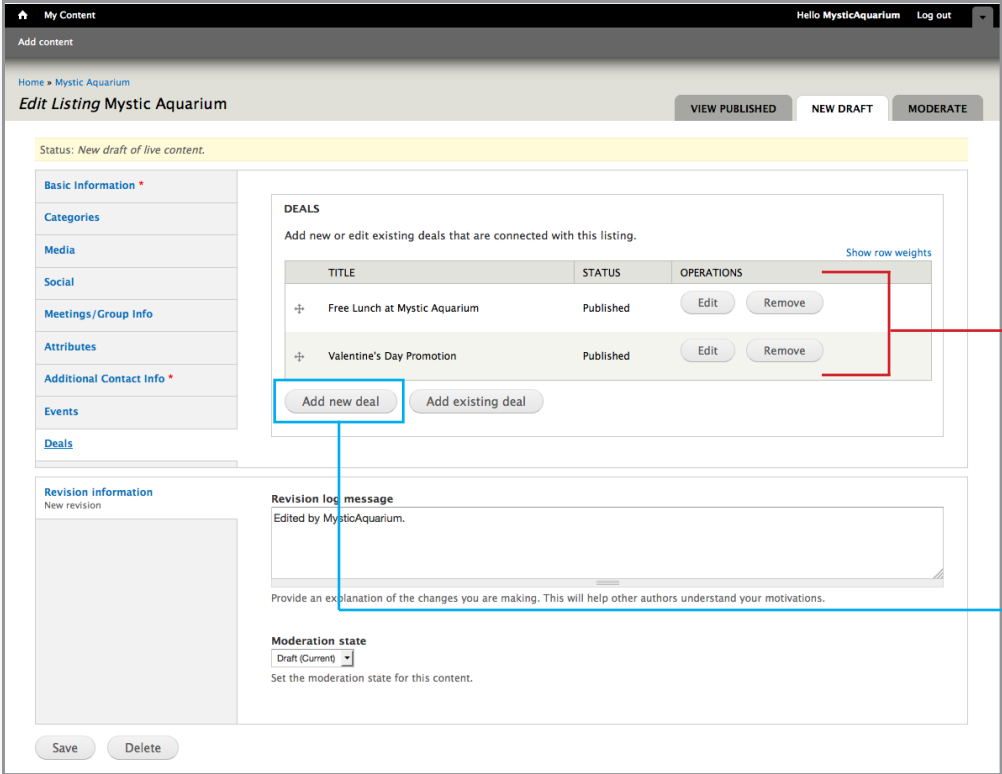 My Content
Hello MysticAquarium Log out
Add content
Home » Mystic Aquarium
Edit Listing Mystic Aquarium
VIEW PUBLISHED NEW DRAFT MODERATE
Status: New draft of live content.
Basic Information *
Categories
Media
Social
Meetings/Group Info
Attributes
Additional Contact Info *
Events
Deals
DEALS
Add new or edit existing deals that are connected with this listing.
Show row weights
TITLE STATUS OPERATIONS
Free Lunch at Mystic Aquarium Published Edit Remove
Valentine's Day Promotion Published Edit Remove
Add new deal Add existing deal
Revision information
New revision
Revision log message
Edited by MysticAquarium.
Provide an explanation of the changes you are making. This will help other authors understand your motivations.
Moderation state
Draft (Current)
Set the moderation state for this content.
Save Delete